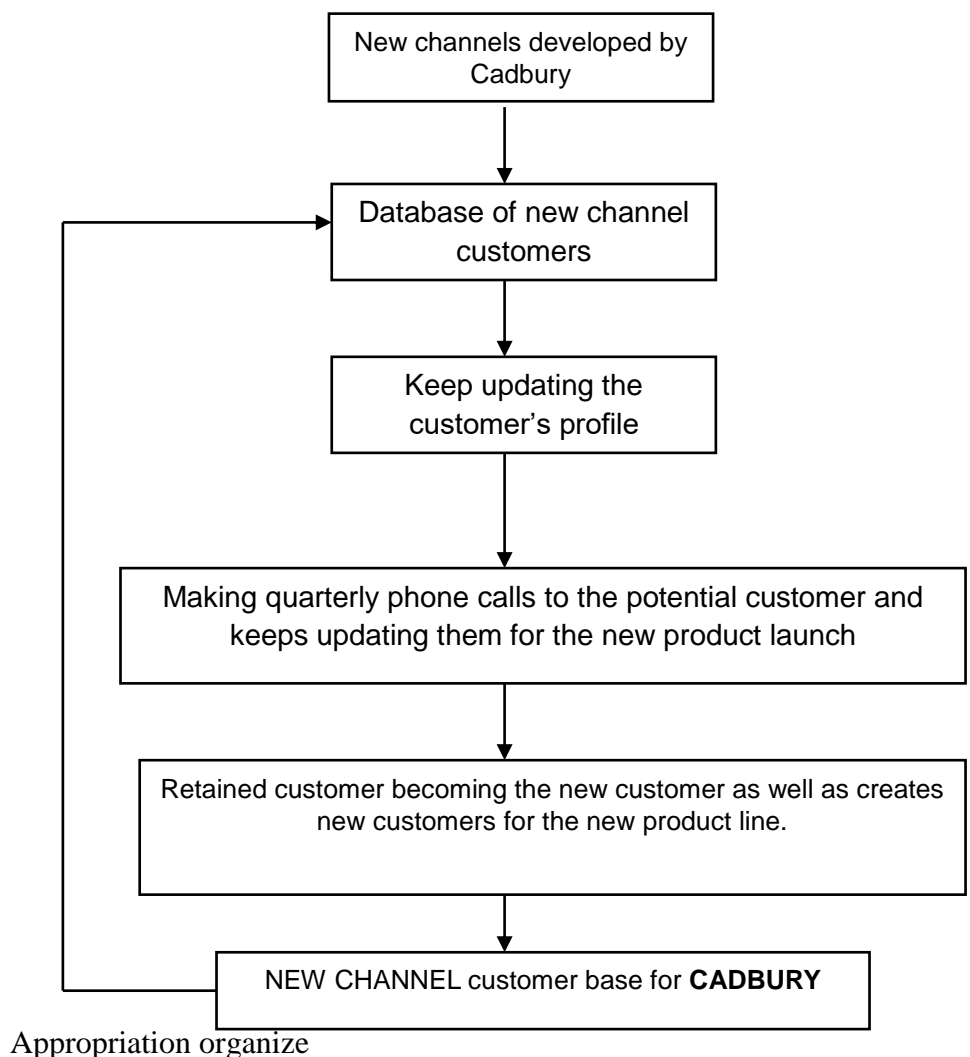 New channels developed by
Cadbury
Database of new channel
customers
Keep updating the
customer’s profile
Making quarterly phone calls to the potential customer and
keeps updating them for the new product launch
Retained customer becoming the new customer as well as creates
new customers for the new product line.
NEW CHANNEL customer base for CADBURY
Appropriation organize